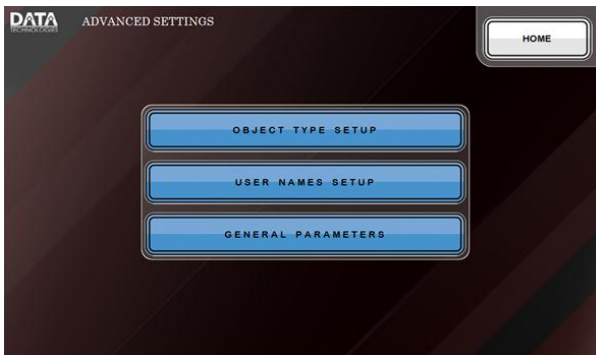 DATA
TECHNOLOGIES
ADVANCED SETTINGS
HOME
OBJECT TYPE SETUP
USER NAMES SETUP
GENERAL PARAMETERS